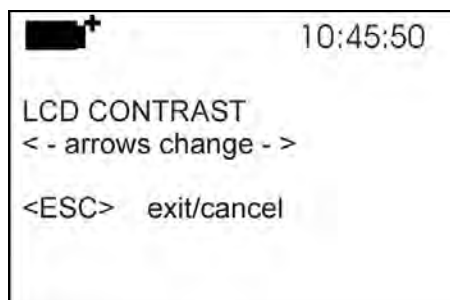 10:45:50
LCD CONTRAST
< - arrows change - >
<ESC> exit/cancel